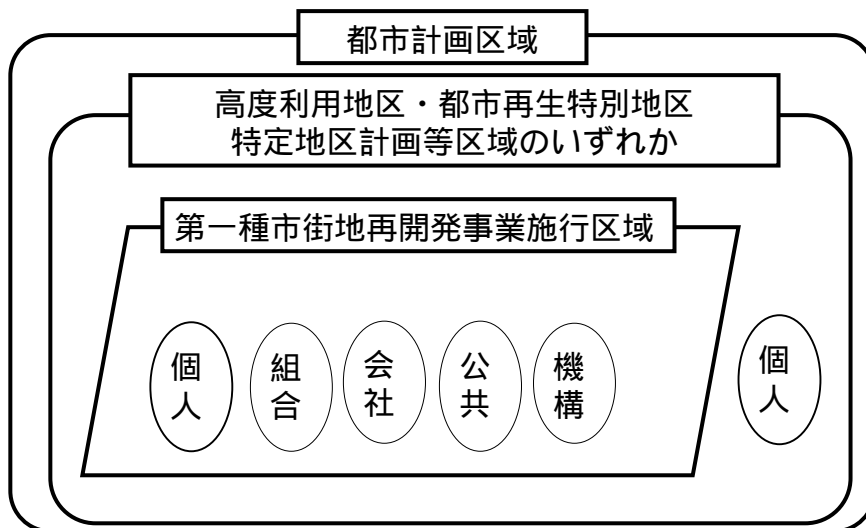 都市計画区域
高度利用地区・都市再生特別地区
特定地区計画等区域のいずれか
第一種市街地再開発事業施行区域
個人
組合
会社
公共
機構
個人